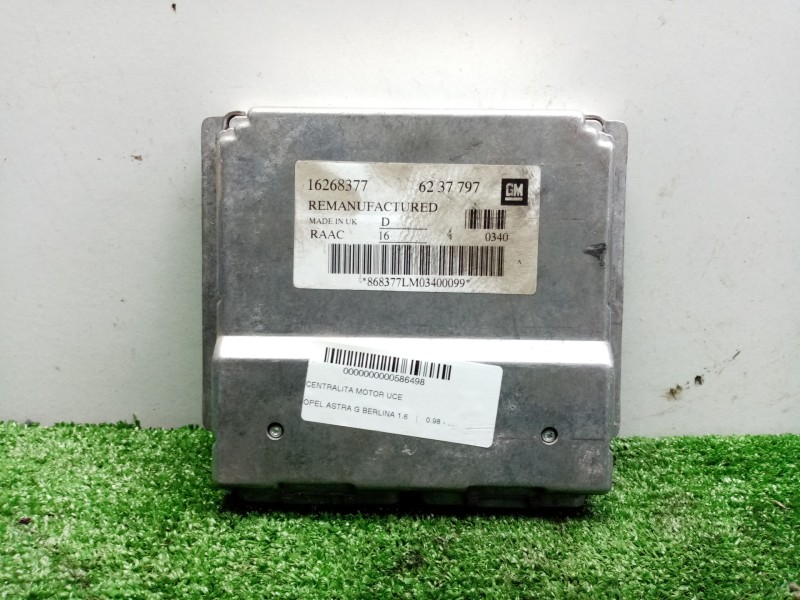 16268377 62 37 797 GM
REMANUFACTURED
MADE IN UK D
RAAC 16 4 0340
*868377LM03400099*
A
0000000000586498
CENTRALITA MOTOR UCE
OPEL ASTRA G BERLINA 1.6 | 0.98 - ...